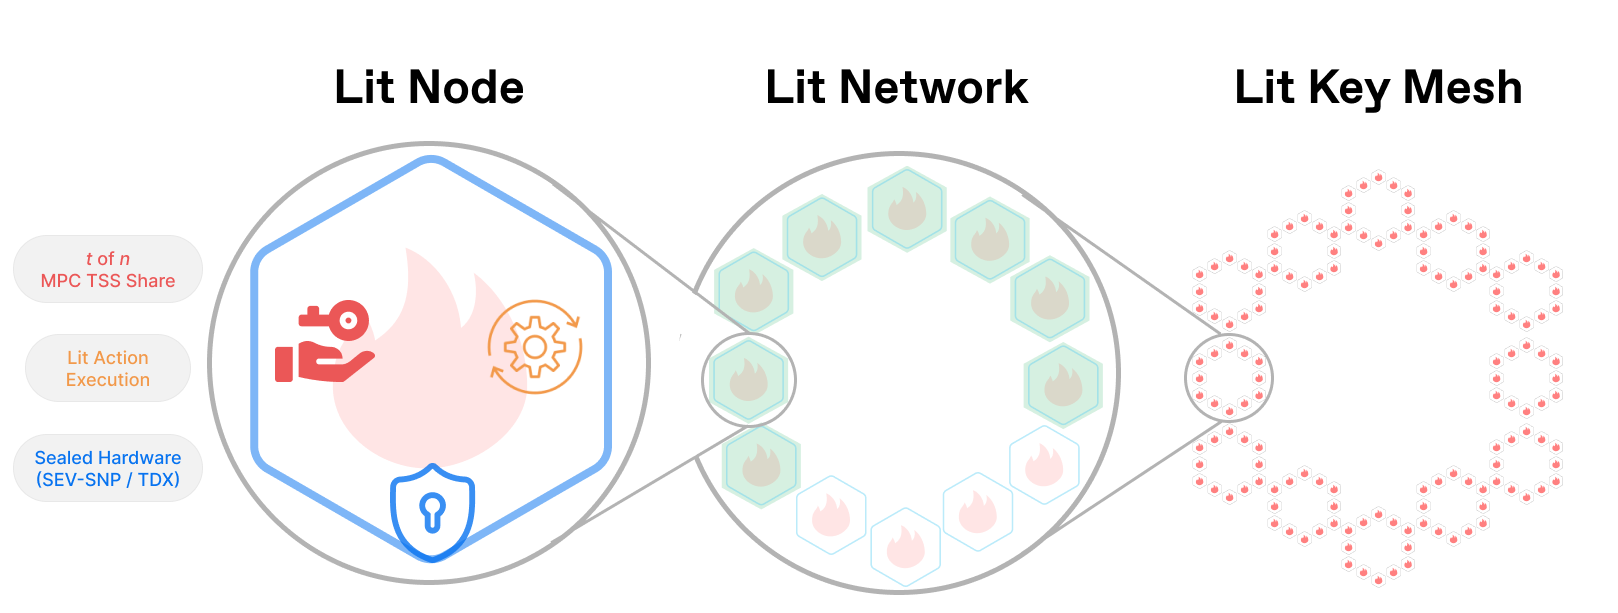 Lit Node
Lit Network
Lit Key Mesh
t of n
MPC TSS Share
Lit Action
Execution
Sealed Hardware
(SEV-SNP / TDX)